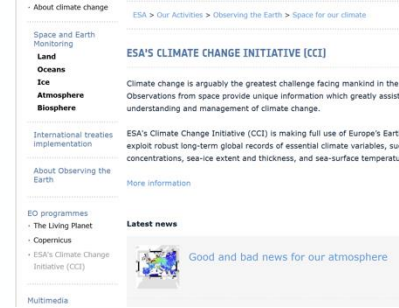 About climate change
Space and Earth
Monitoring
Land
Oceans
Ice
Atmosphere
Biosphere
International treaties
implementation
About Observing the
Earth
EO programmes
The Living Planet
Copernicus
ESA's Climate Change
Initiative (CCI)
Multimedia
ESA > Our Activities > Observing the Earth > Space for our climate
ESA'S CLIMATE CHANGE INITIATIVE (CCI)
Climate change is arguably the greatest challenge facing mankind in the
Observations from space provide unique information which greatly assist
understanding and management of climate change.
ESA's Climate Change Initiative (CCI) is making full use of Europe's Eart
exploit robust long-term global records of essential climate variables, su
concentrations, sea-ice extent and thickness, and sea-surface temperatu
More information
Latest news
Good and bad news for our atmosphere